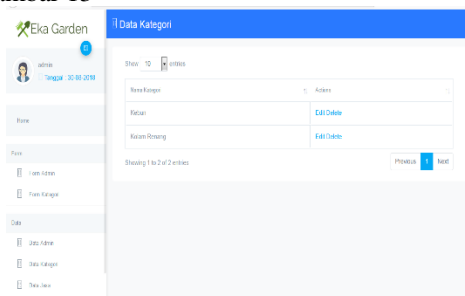 Eka Garden
admin
Tanggal : 30-08-2018
Home
Form
Form Admin
Form Kategori
Data
Data Admin
Data Kategori
Data Jasa
Data Kategori
Show 10 entries
Nama Kategori Actions
Kebun Edit Delete
Kolam Renang Edit Delete
Showing 1 to 2 of 2 entries
Previous 1 Next